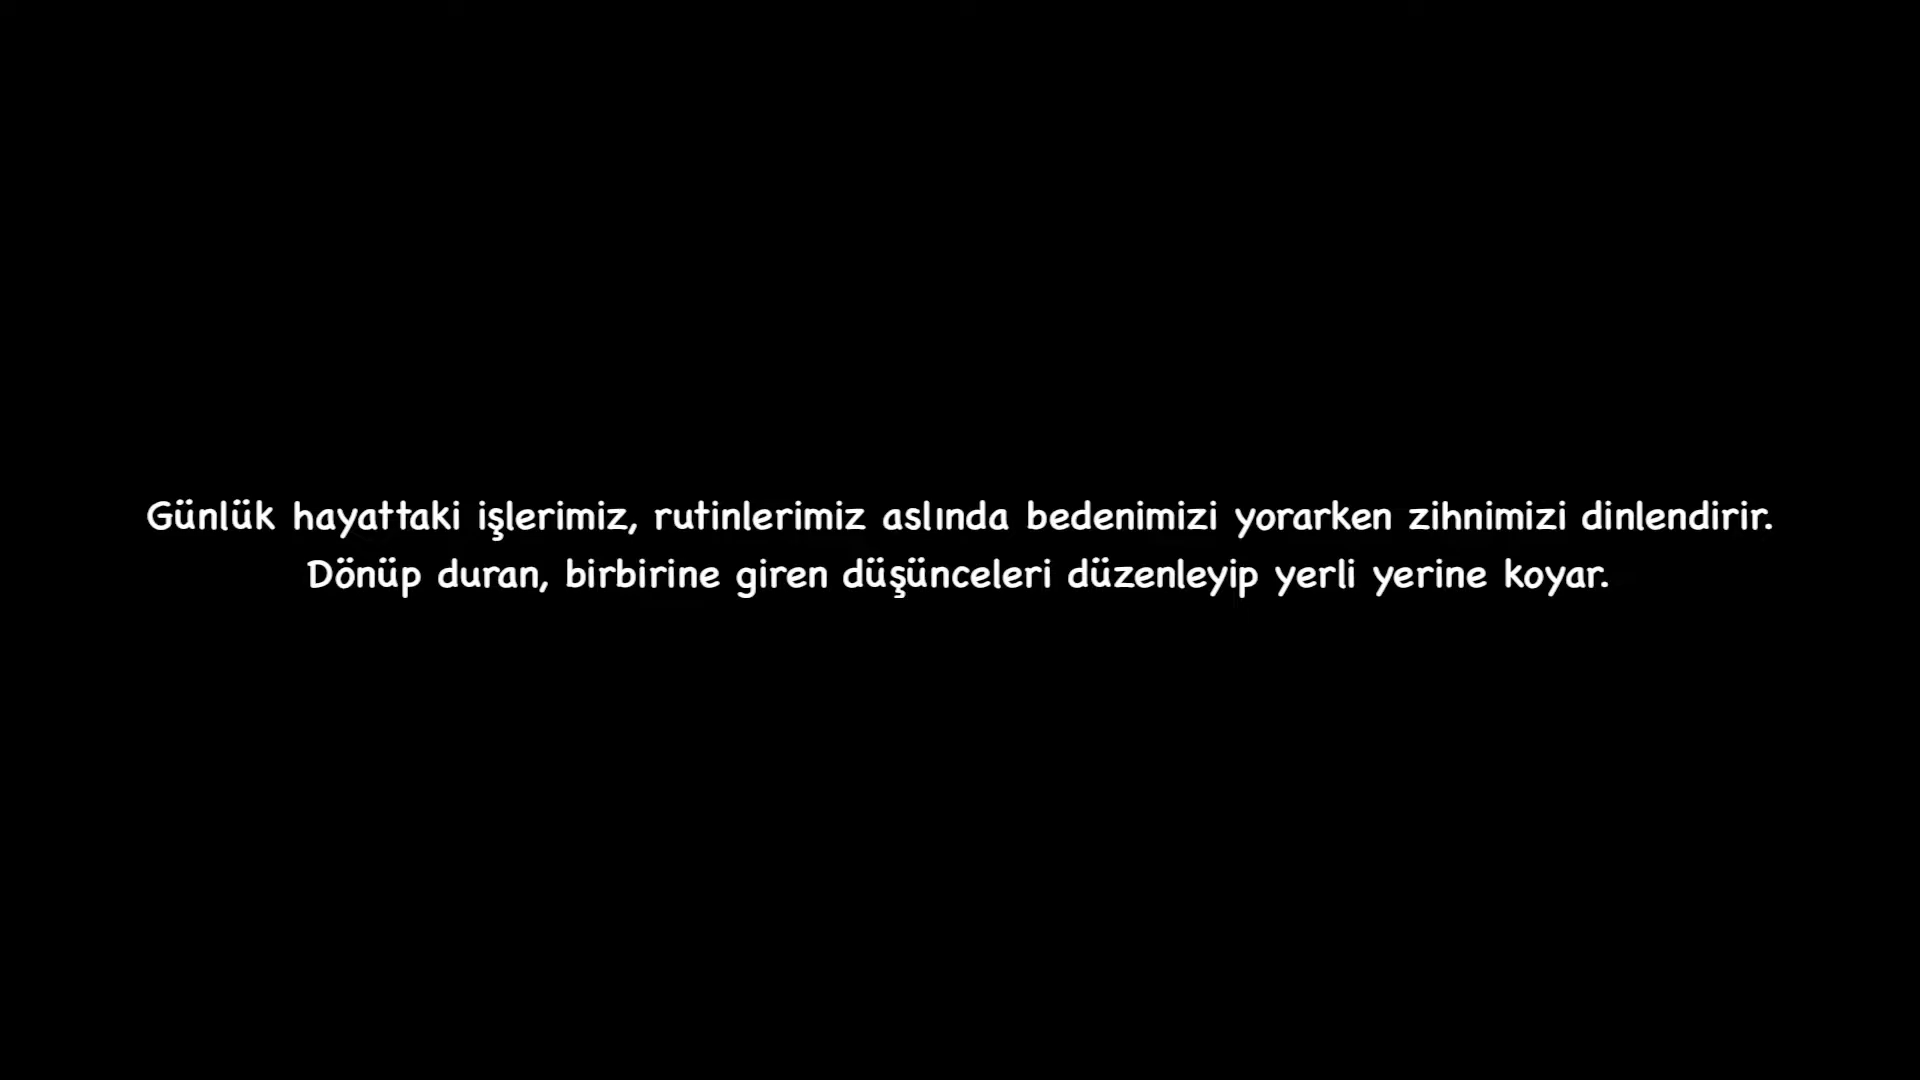 Günlük hayattaki işlerimiz, rutinlerimiz aslında bedenimizi yorarken zihnimizi dinlendirir.
Dönüp duran, birbirine giren düşünceleri düzenleyip yerli yerine koyar.